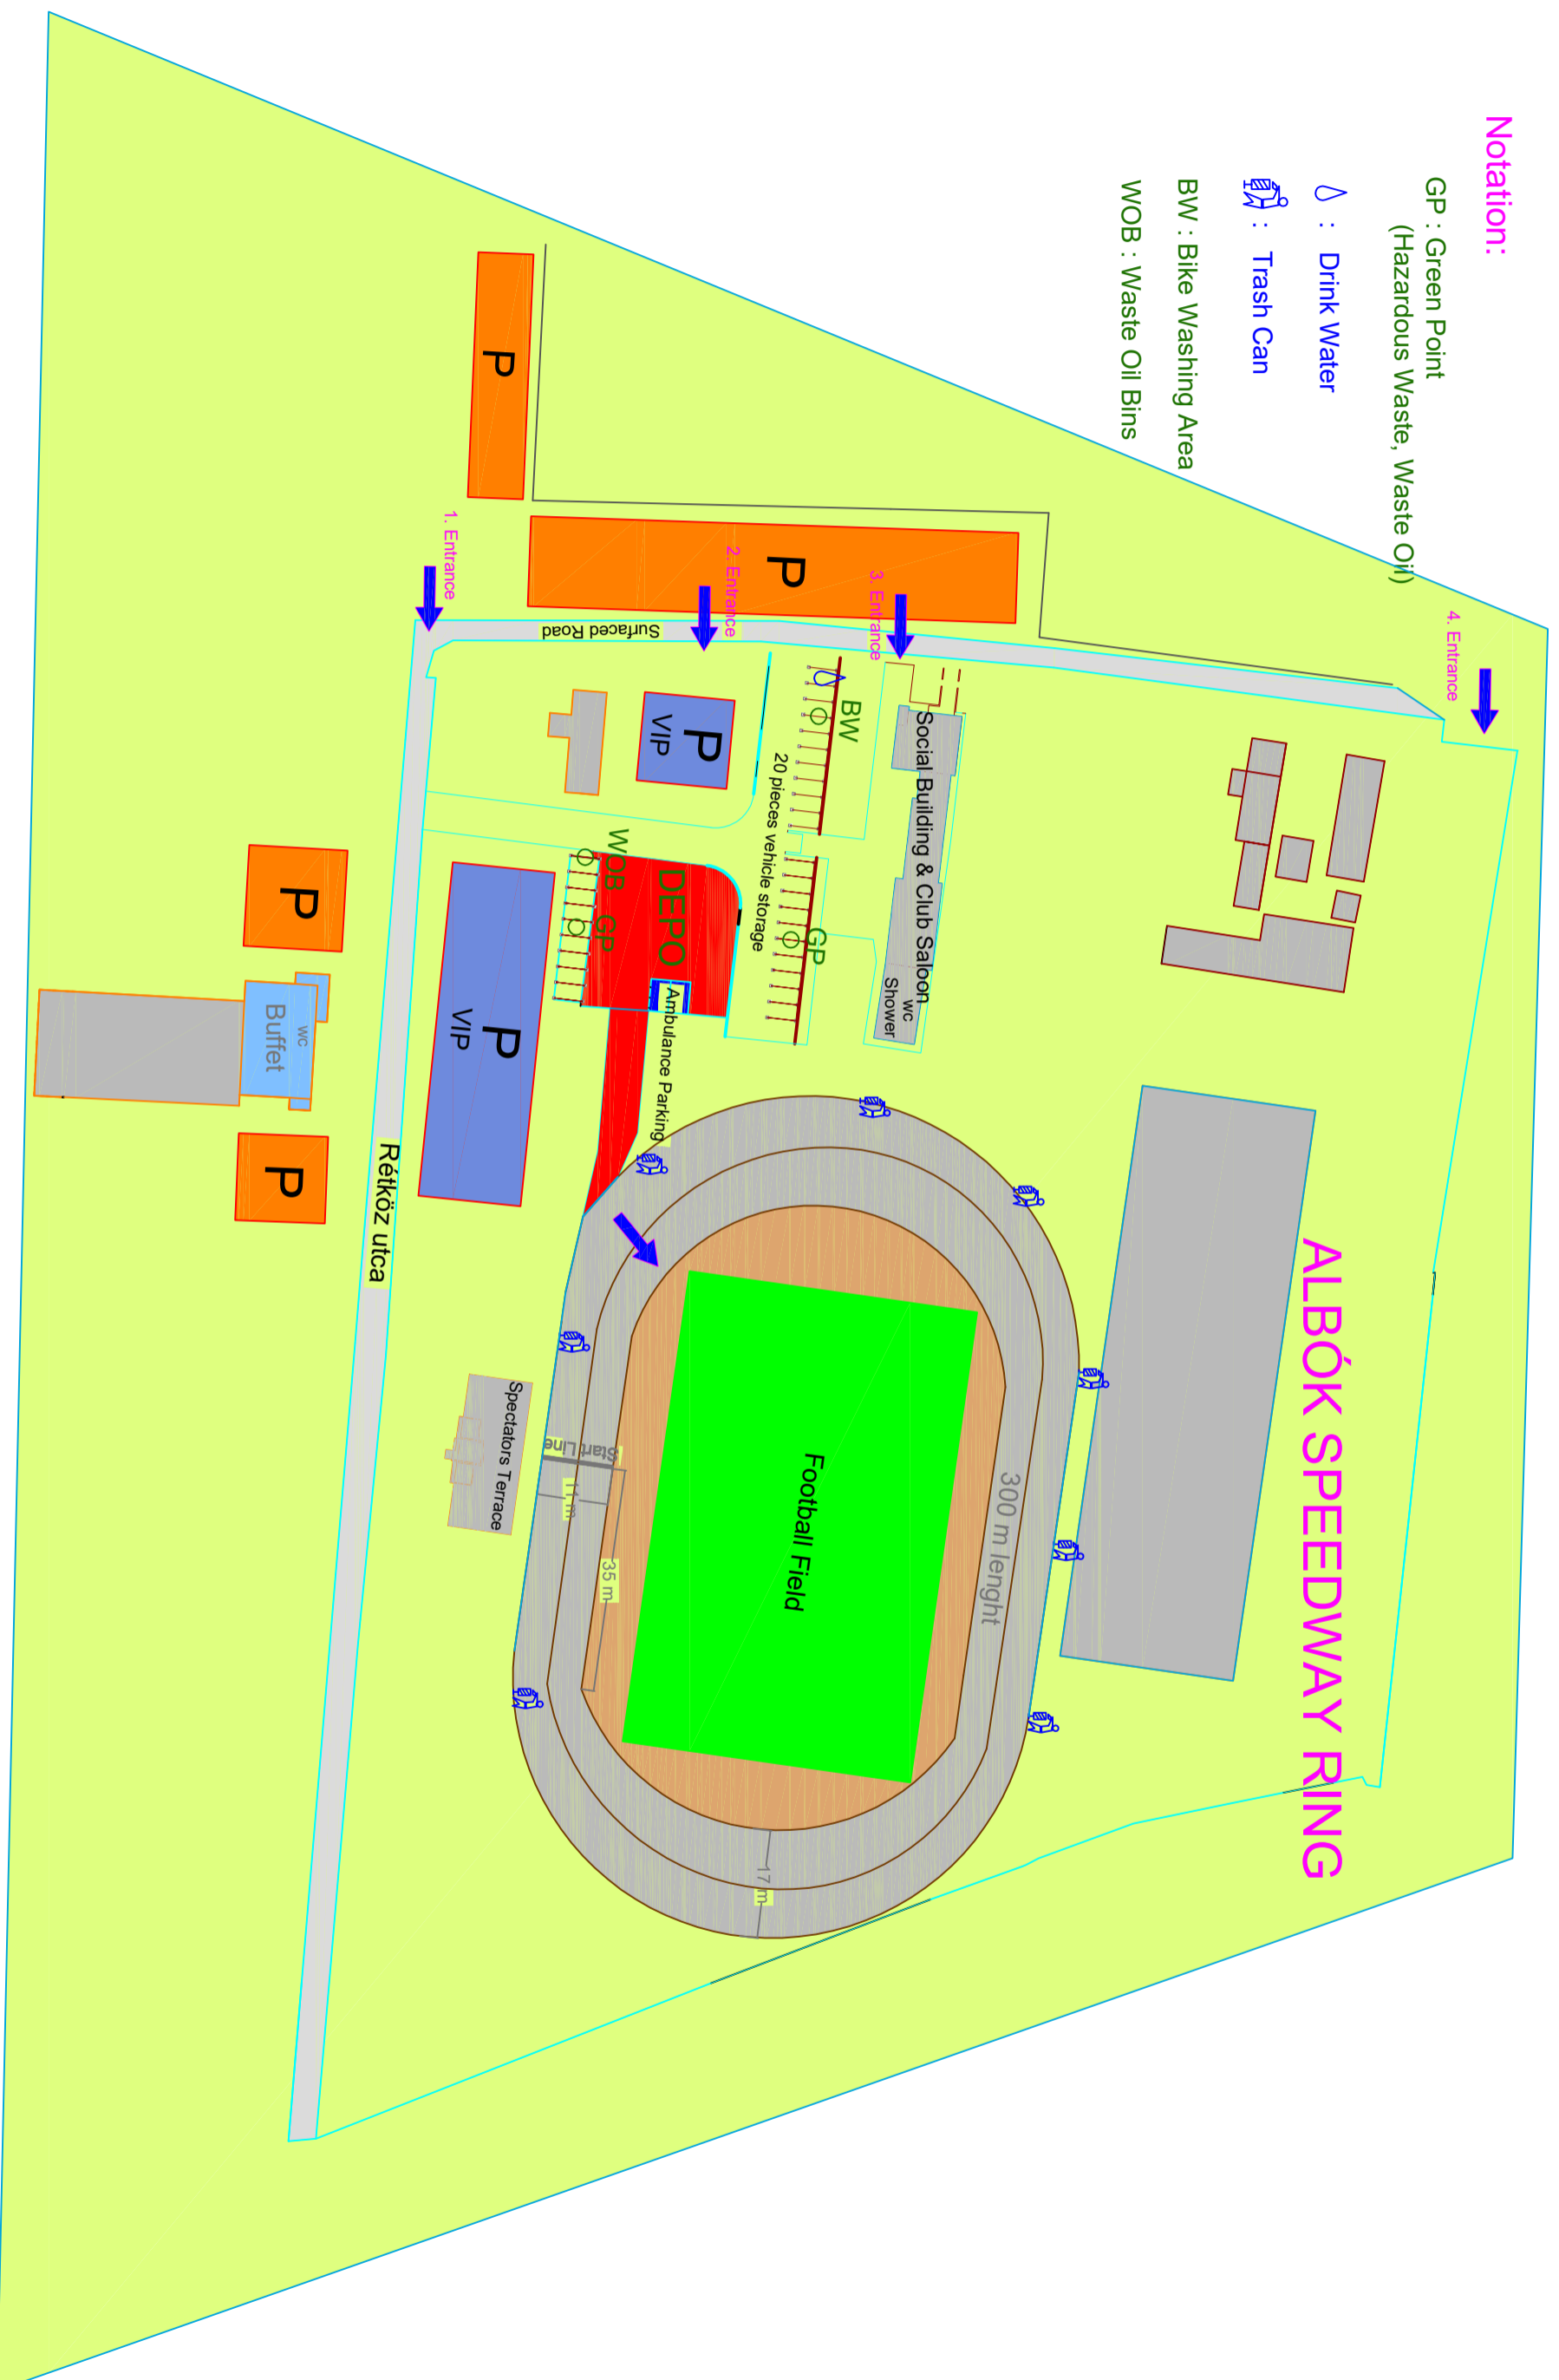 Notation:
GP : Green Point
(Hazardous Waste, Waste Oil)
: Drink Water
: Trash Can
BW : Bike Washing Area
WOB : Waste Oil Bins
ALBÓK SPEEDWAY RING
4. Entrance
3. Entrance
2. Entrance
1. Entrance
P
P
Surfaced Road
Social Building & Club Saloon
wc
Shower
BW
GP
20 pieces vehicle storage
P
VIP
WOB
GP
DEPO
Ambulance Parking
P
VIP
P
wc
Buffet
P
Rétköz utca
300 m lenght
Football Field
Start Line
11 m
35 m
17 m
Spectators Terrace